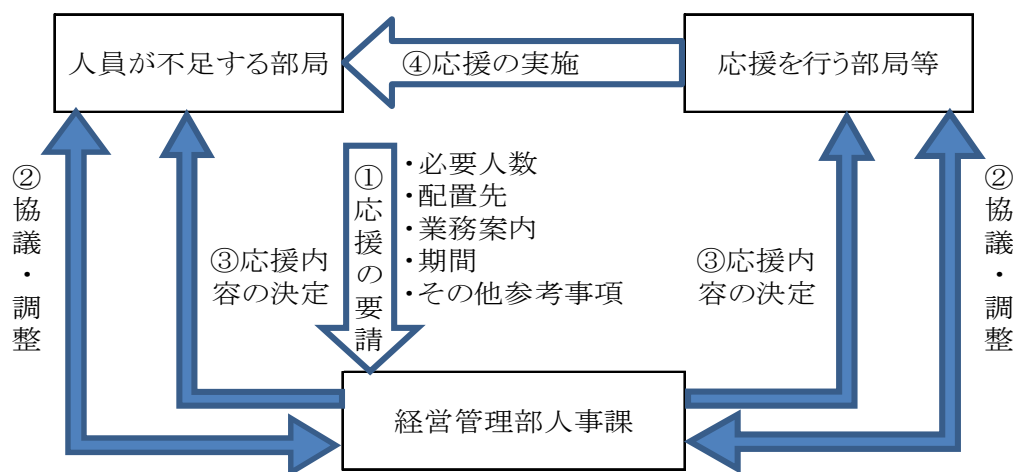 人員が不足する部局
④応援の実施
応援を行う部局等
②協議・調整
③応援内
容の決定
①応援の要請
・必要人数
・配置先
・業務案内
・期間
・その他参考事項
③応援内
容の決定
②協議・調整
経営管理部人事課